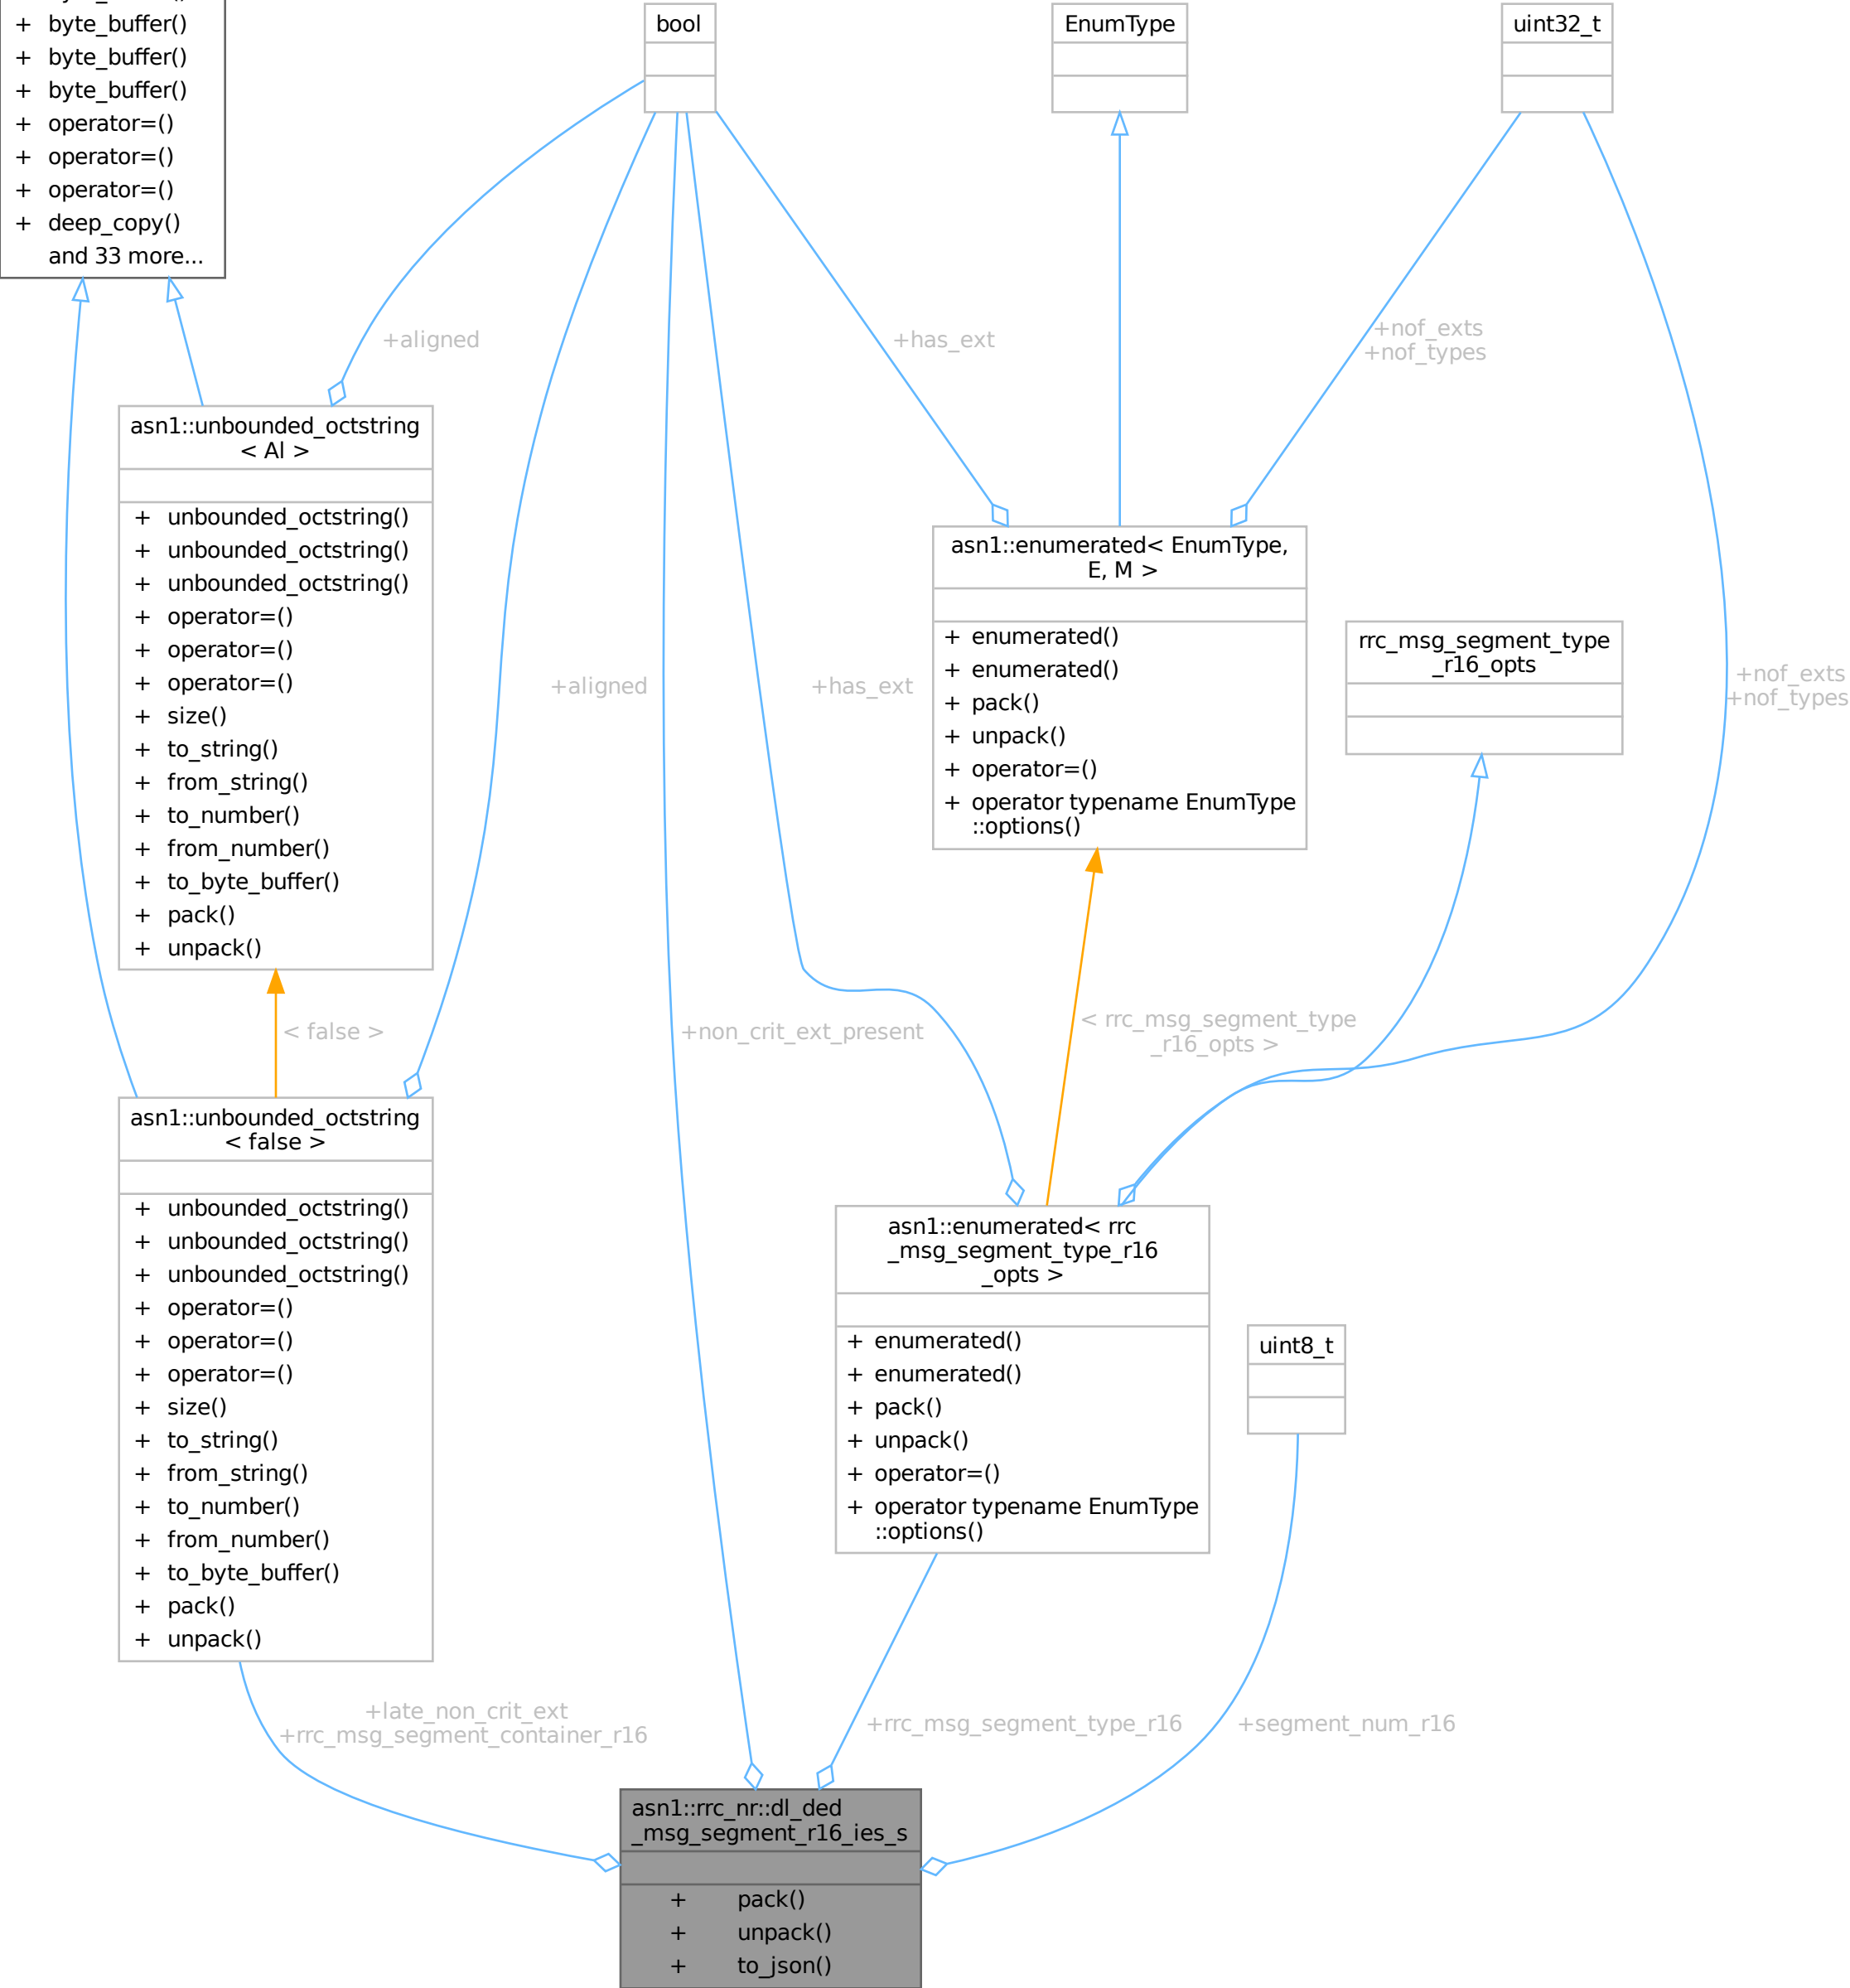 + byte_buffer()
+ byte_buffer()
+ byte_buffer()
+ operator=()
+ operator=()
+ operator=()
+ deep_copy()
and 33 more...
bool
EnumType
uint32_t
+aligned
+has_ext
+nof_exts
+nof_types
asn1::unbounded_octstring
< Al >
+ unbounded_octstring()
+ unbounded_octstring()
+ unbounded_octstring()
+ operator=()
+ operator=()
+ operator=()
+ size()
+ to_string()
+ from_string()
+ to_number()
+ from_number()
+ to_byte_buffer()
+ pack()
+ unpack()
asn1::enumerated< EnumType,
E, M >
+ enumerated()
+ enumerated()
+ pack()
+ unpack()
+ operator=()
+ operator typename EnumType
::options()
rrc_msg_segment_type
_r16_opts
+aligned
+has_ext
+nof_exts
+nof_types
< false >
+non_crit_ext_present
< rrc_msg_segment_type
_r16_opts >
asn1::unbounded_octstring
< false >
+ unbounded_octstring()
+ unbounded_octstring()
+ unbounded_octstring()
+ operator=()
+ operator=()
+ operator=()
+ size()
+ to_string()
+ from_string()
+ to_number()
+ from_number()
+ to_byte_buffer()
+ pack()
+ unpack()
asn1::enumerated< rrc
_msg_segment_type_r16
_opts >
+ enumerated()
+ enumerated()
+ pack()
+ unpack()
+ operator=()
+ operator typename EnumType
::options()
uint8_t
+late_non_crit_ext
+rrc_msg_segment_container_r16
+rrc_msg_segment_type_r16
+segment_num_r16
asn1::rrc_nr::dl_ded
_msg_segment_r16_ies_s
+ pack()
+ unpack()
+ to_json()